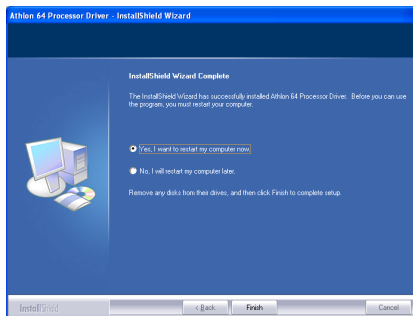 Athlon 64 Processor Driver - InstallShield Wizard
InstallShield Wizard Complete
The InstallShield Wizard has successfully installed Athlon 64 Processor Driver. Before you can use
the program, you must restart your computer.
Yes, I want to restart my computer now.
No, I will restart my computer later.
Remove any disks from their drives, and then click Finish to complete setup.
InstallShield
< Back
Finish
Cancel